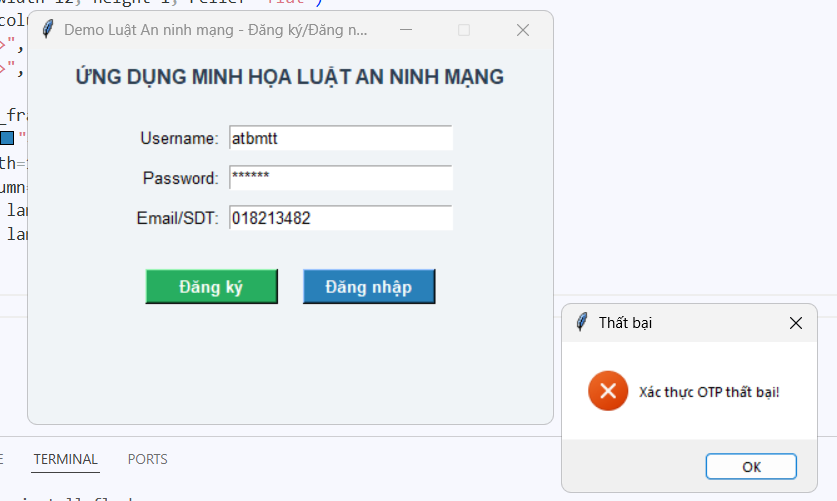 Demo Luật An ninh mạng - Đăng ký/Đăng n...
ỨNG DỤNG MINH HỌA LUẬT AN NINH MẠNG
Username: atbmtt
Password: ******
Email/SDT: 018213482
Đăng ký Đăng nhập
Thất bại
Xác thực OTP thất bại!
OK
TERMINAL PORTS